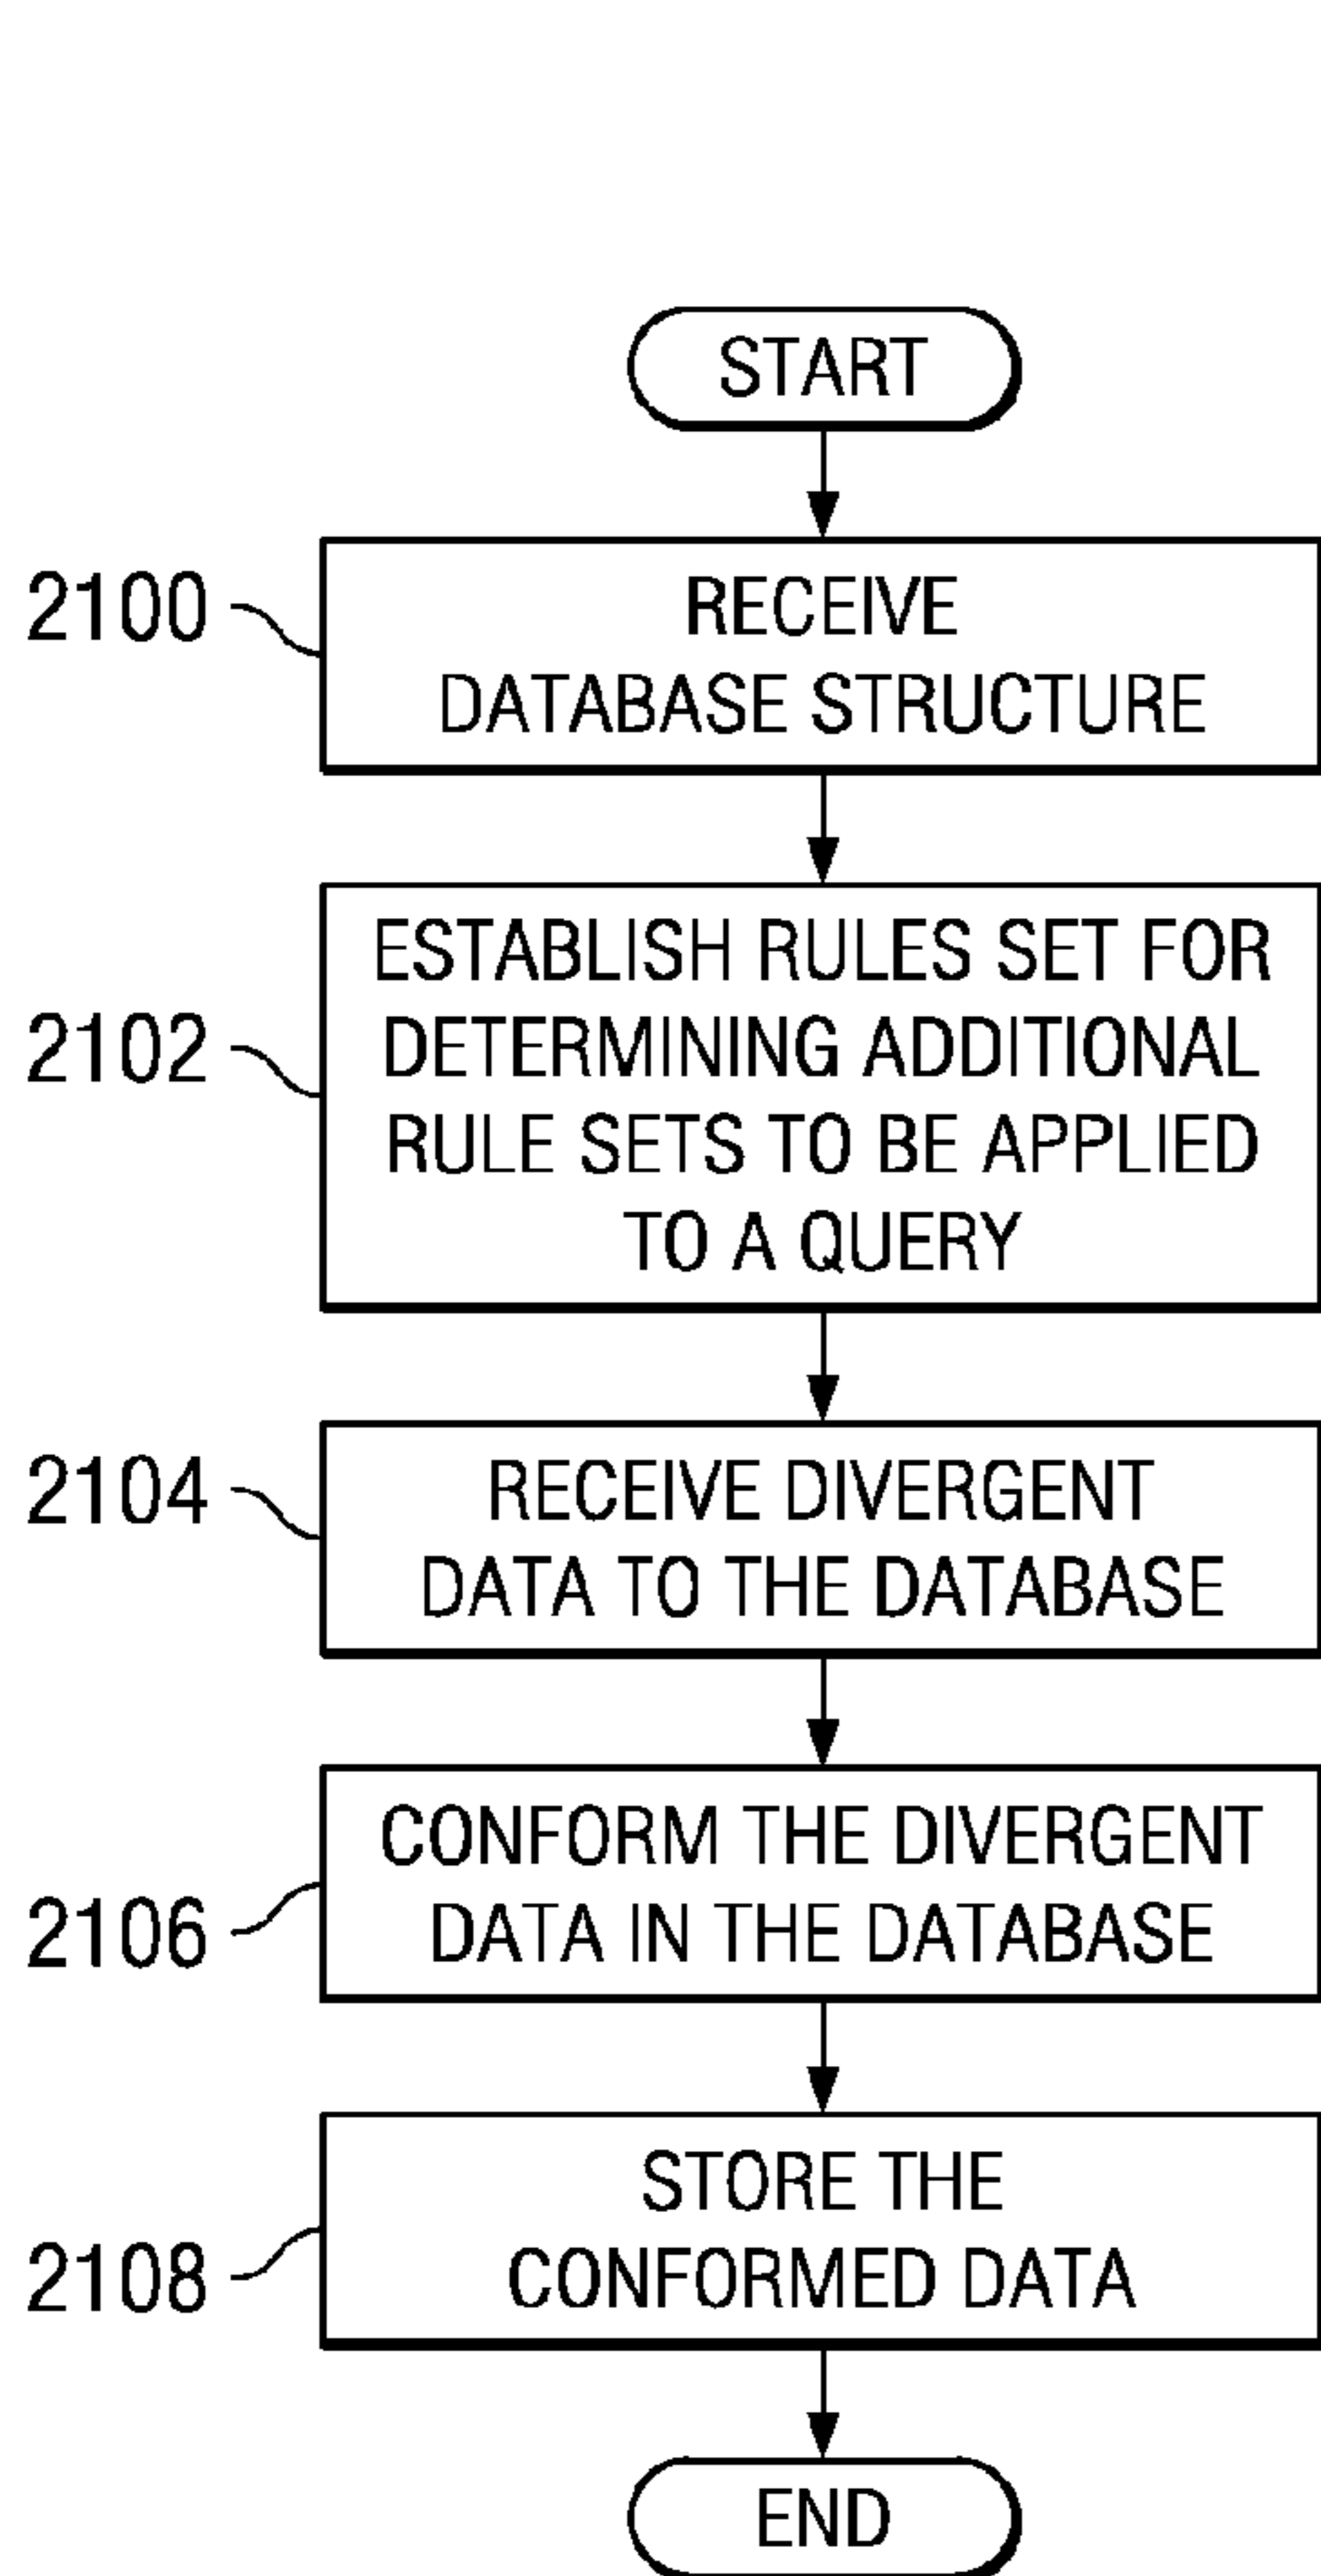 START
2100
RECEIVE
DATABASE STRUCTURE
2102
ESTABLISH RULES SET FOR
DETERMINING ADDITIONAL
RULE SETS TO BE APPLIED
TO A QUERY
2104
RECEIVE DIVERGENT
DATA TO THE DATABASE
2106
CONFORM THE DIVERGENT
DATA IN THE DATABASE
2108
STORE THE
CONFORMED DATA
END